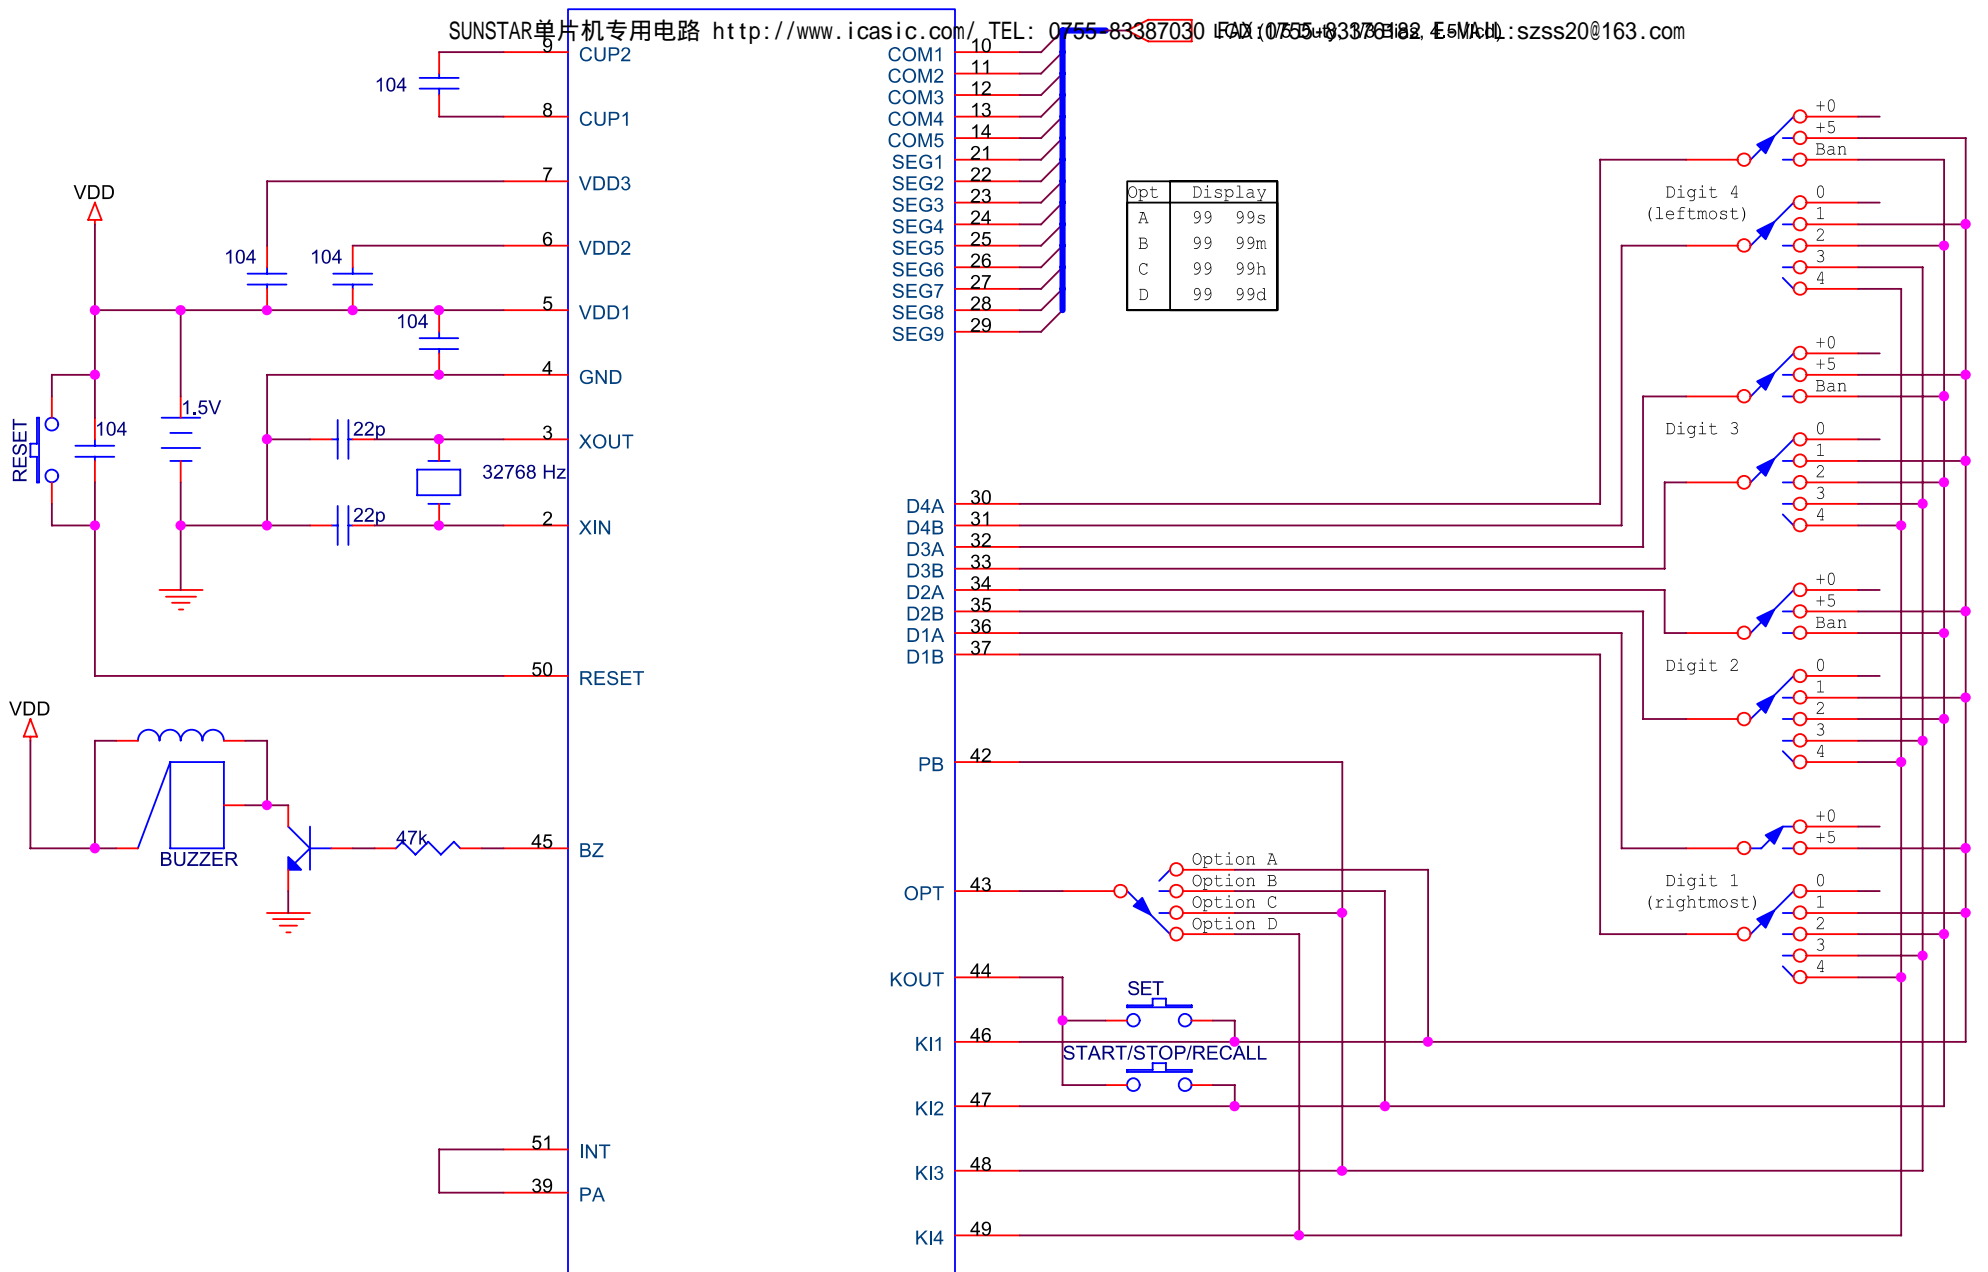 SUNSTAR单片机专用电路 http://www.icasic.com/ TEL: 0755-83387030 FAX:0755-83376182 E-MAIL:szss20@163.com
9
CUP2
104
8
CUP1
7
VDD3
VDD
6
VDD2
104
104
5
VDD1
104
4
GND
1.5V
RESET
104
22p
3
XOUT
32768 Hz
22p
2
XIN
50
RESET
VDD
BUZZER
47k
45
BZ
51
INT
39
PA
COM1
10
COM2
11
COM3
12
COM4
13
COM5
14
SEG1
21
SEG2
22
SEG3
23
SEG4
24
SEG5
25
SEG6
26
SEG7
27
SEG8
28
SEG9
29
Opt Display
A 99 99s
B 99 99m
C 99 99h
D 99 99d
D4A
30
D4B
31
D3A
32
D3B
33
D2A
34
D2B
35
D1A
36
D1B
37
PB
42
OPT
43
Option A
Option B
Option C
Option D
KOUT
44
SET
KI1
46
START/STOP/RECALL
KI2
47
KI3
48
KI4
49
+0
+5
Ban
Digit 4
(leftmost)
0
1
2
3
4
+0
+5
Ban
Digit 3
0
1
2
3
4
+0
+5
Ban
Digit 2
0
1
2
3
4
+0
+5
Digit 1
(rightmost)
0
1
2
3
4